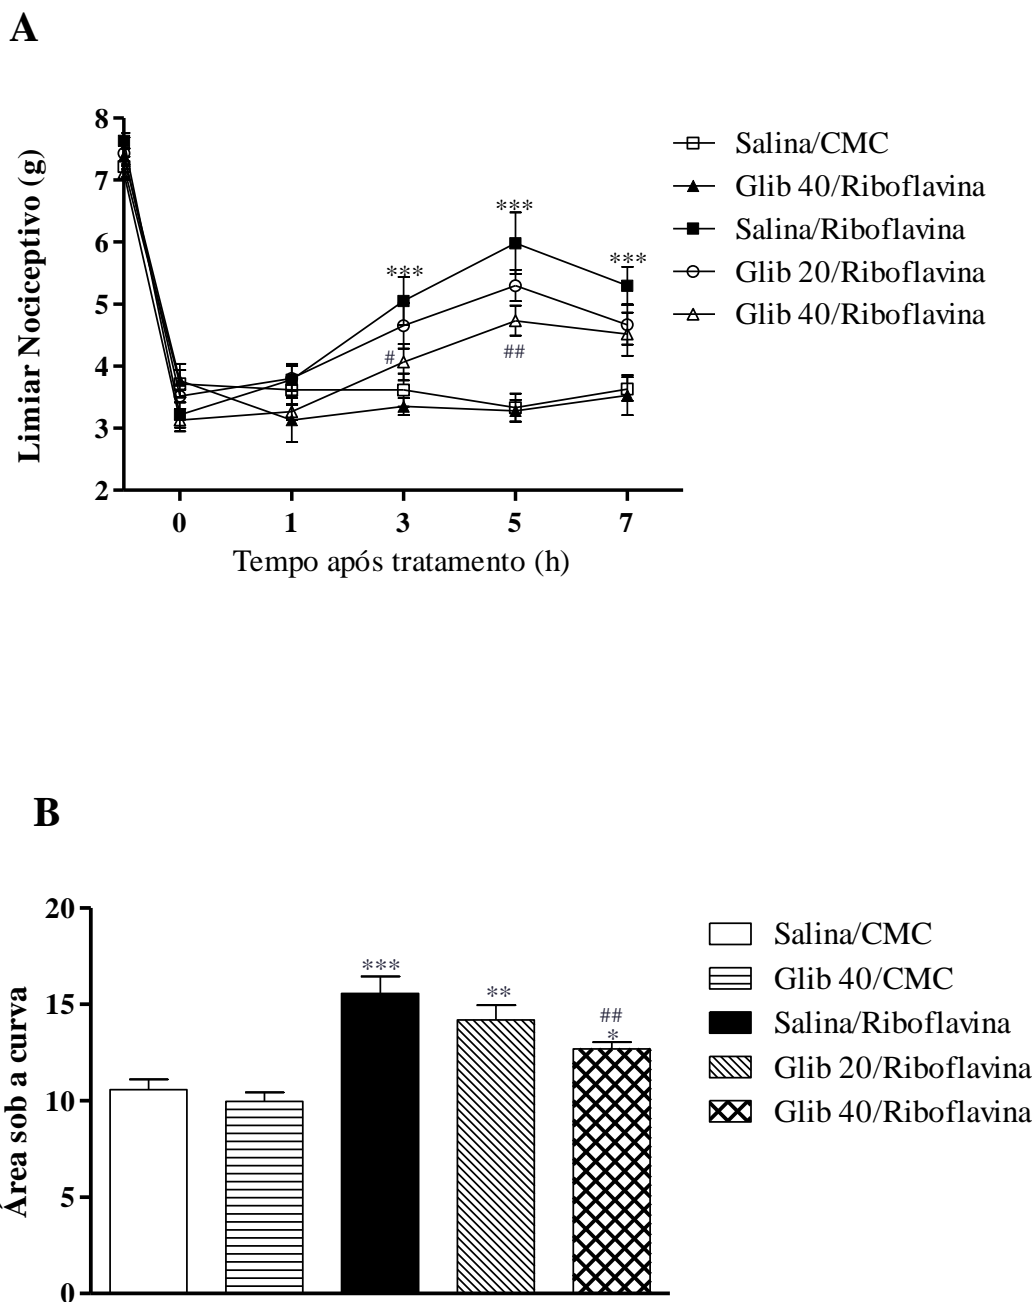 A
8
7
6
5
4
3
2
Limiar Nociceptivo (g)
***
***
***
#
##
0 1 3 5 7
Tempo após tratamento (h)
Salina/CMC
Glib 40/Riboflavina
Salina/Riboflavina
Glib 20/Riboflavina
Glib 40/Riboflavina
B
20
15
10
5
0
Área sob a curva
***
**
##
*
Salina/CMC
Glib 40/CMC
Salina/Riboflavina
Glib 20/Riboflavina
Glib 40/Riboflavina